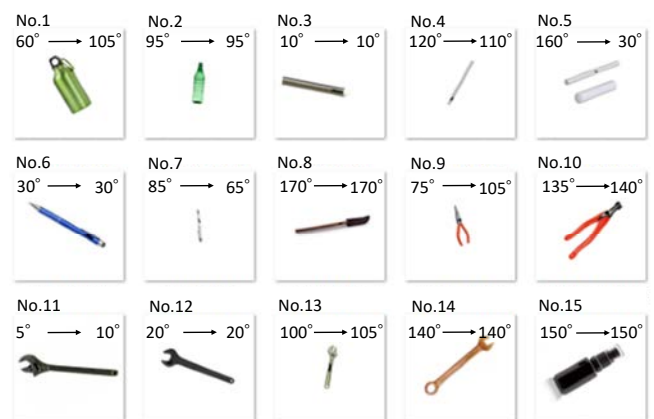 No.1
60° → 105°
No.2
95° → 95°
No.3
10° → 10°
No.4
120° → 110°
No.5
160° → 30°
No.6
30° → 30°
No.7
85° → 65°
No.8
170° → 170°
No.9
75° → 105°
No.10
135° → 140°
No.11
5° → 10°
No.12
20° → 20°
No.13
100° → 105°
No.14
140° → 140°
No.15
150° → 150°